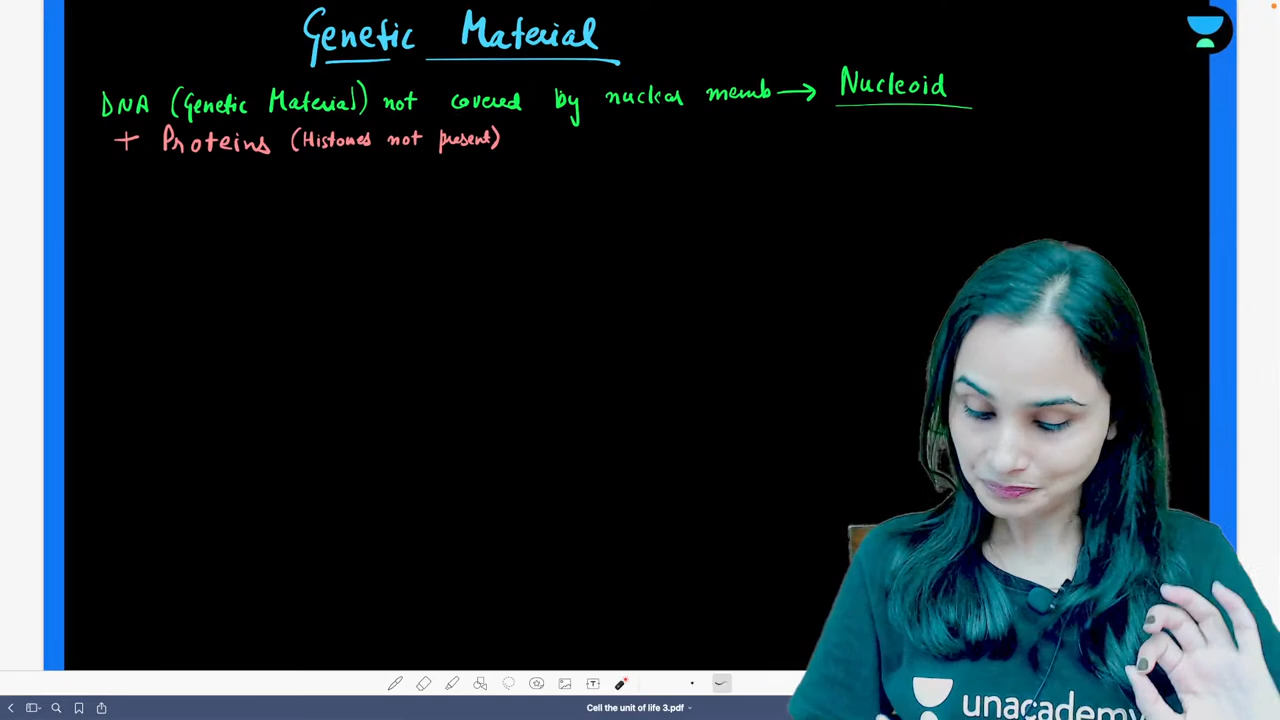 Genetic Material
DNA (Genetic Material) not covered by nuclear memb → Nucleoid
+ Proteins (Histones not present)
unacademy
Cell the unit of life 3.pdf